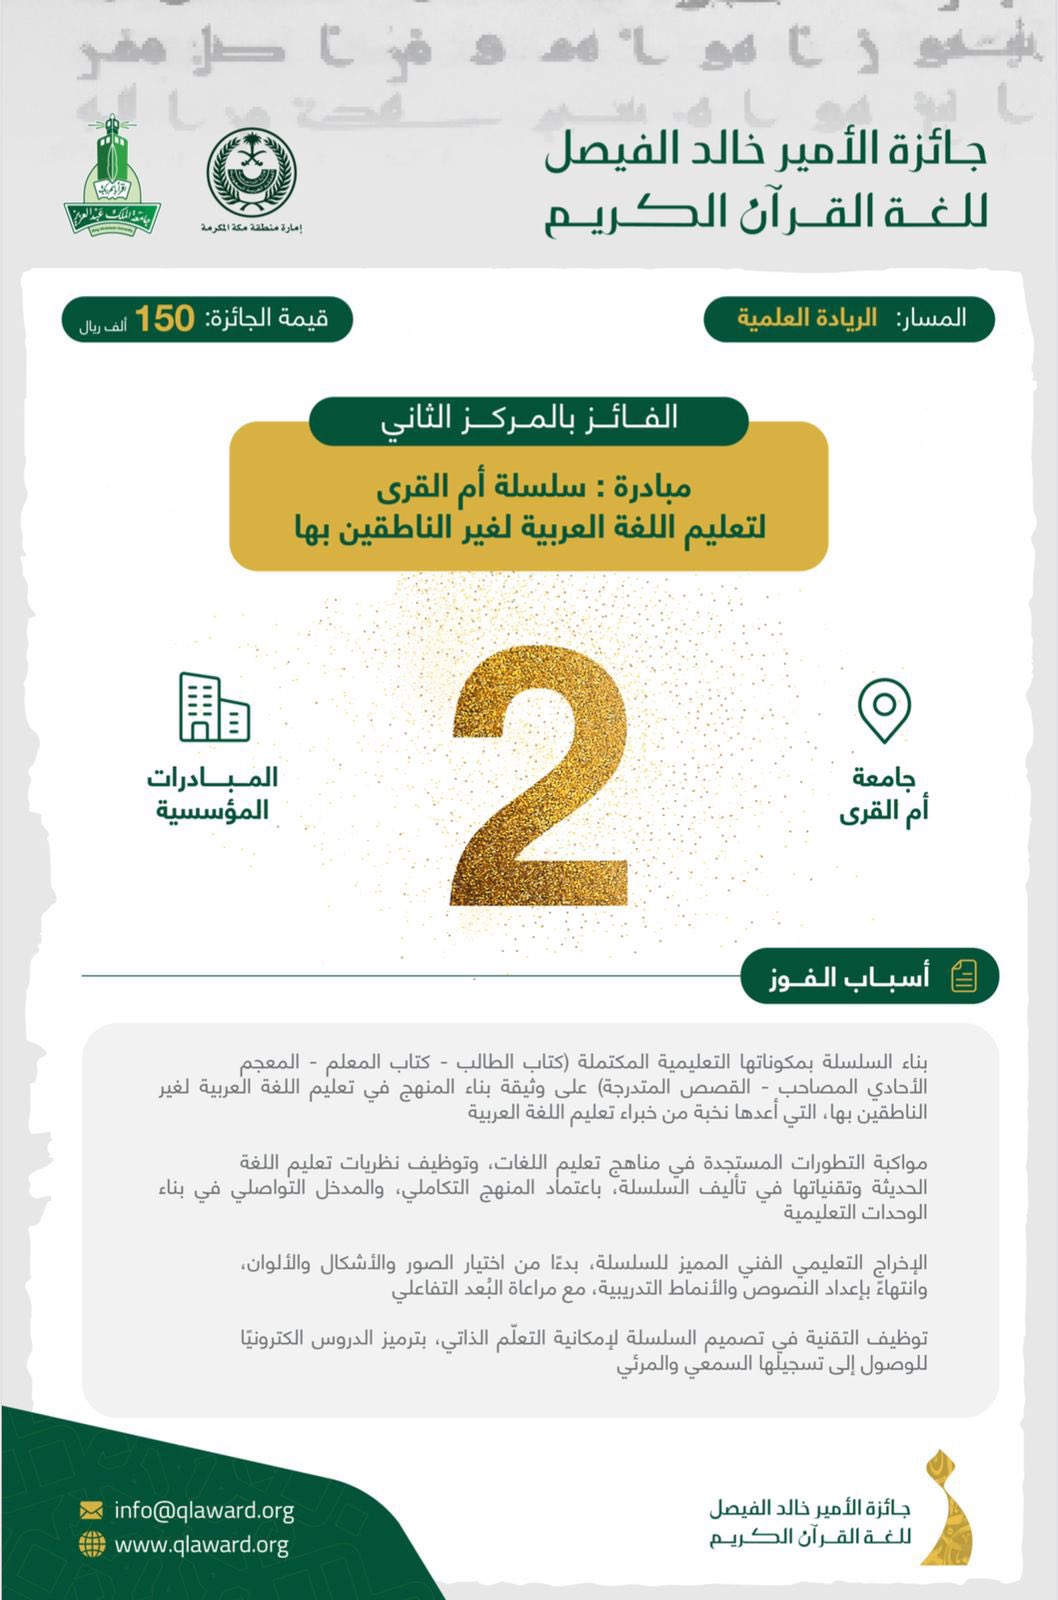 جائزة الأمير خالد الفيصل
للغة القرآن الكريم
إمارة منطقة مكة المكرمة
جامعة الملك عبدالعزيز
المسار: الريادة العلمية
قيمة الجائزة: 150 ألف ريال
الفائز بالمركز الثاني
مبادرة : سلسلة أم القرى
لتعليم اللغة العربية لغير الناطقين بها
2
جامعة
أم القرى
المبادرات
المؤسسية
أسباب الفوز
بناء السلسلة بمكوناتها التعليمية المكتملة (كتاب الطالب - كتاب المعلم - المعجم
الأحادي المصاحب - القصص المتدرجة) على وثيقة بناء المنهج في تعليم اللغة العربية لغير
الناطقين بها، التي أعدها نخبة من خبراء تعليم اللغة العربية
مواكبة التطورات المستجدة في مناهج تعليم اللغات، وتوظيف نظريات تعليم اللغة
الحديثة وتقنياتها في تأليف السلسلة، باعتماد المنهج التكاملي، والمدخل التواصلي في بناء
الوحدات التعليمية
الإخراج التعليمي الفني المميز للسلسلة، بدءًا من اختيار الصور والأشكال والألوان،
وانتهاءً بإعداد النصوص والأنماط التدريبية، مع مراعاة البُعد التفاعلي
توظيف التقنية في تصميم السلسلة لإمكانية التعلّم الذاتي، بترميز الدروس الكترونيًا
للوصول إلى تسجيلها السمعي والمرئي
جائزة الأمير خالد الفيصل
للغة القرآن الكريم
info@qlaward.org
www.qlaward.org